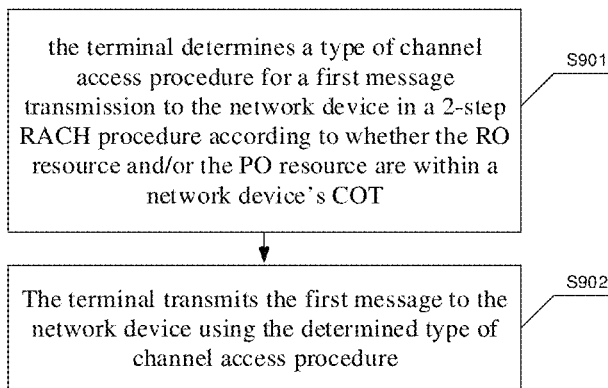 the terminal determines a type of channel
access procedure for a first message
transmission to the network device in a 2-step
RACH procedure according to whether the RO
resource and/or the PO resource are within a
network device's COT
S901
The terminal transmits the first message to the
network device using the determined type of
channel access procedure
S902